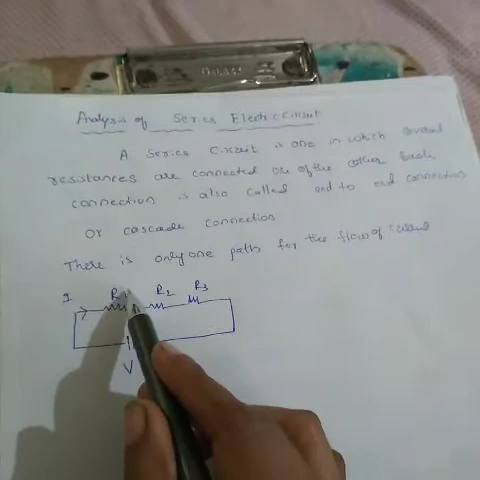 Analysis of Series Electric Circuit
A Series Circuit is one in which several
resistances are connected one of the other Such
connection is also called end to end connection
or cascade connection
There is only one path for the flow of current
I R1 R2 R3
V